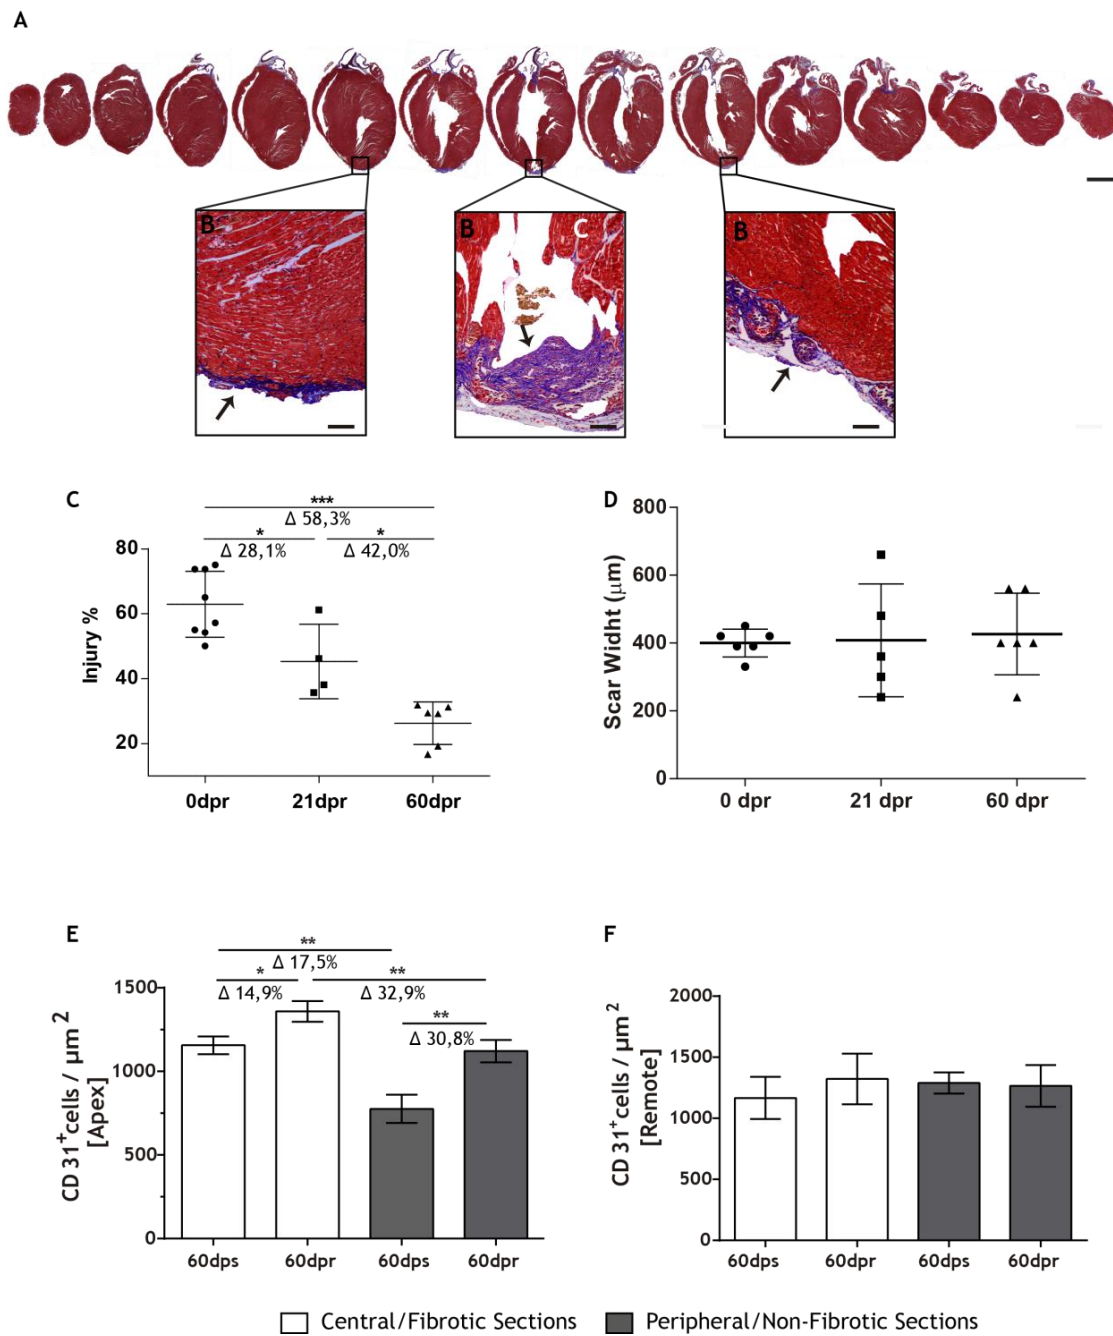 A
B
B
C
B
C
***
Δ 58,3%
*
*
Δ 28,1%
Δ 42,0%
80
60
40
20
Injury %
0dpr
21dpr
60dpr
D
800
600
400
200
0
Scar Widht (μm)
0 dpr
21 dpr
60 dpr
E
**
Δ 17,5%
*
**
Δ 14,9%
Δ 32,9%
**
Δ 30,8%
1500
1000
500
0
CD 31+cells / μm2
[Apex]
60dps
60dpr
60dps
60dpr
F
2000
1500
1000
500
0
CD 31+cells / μm2
[Remote]
60dps
60dpr
60dps
60dpr
Central/Fibrotic Sections
Peripheral/Non-Fibrotic Sections